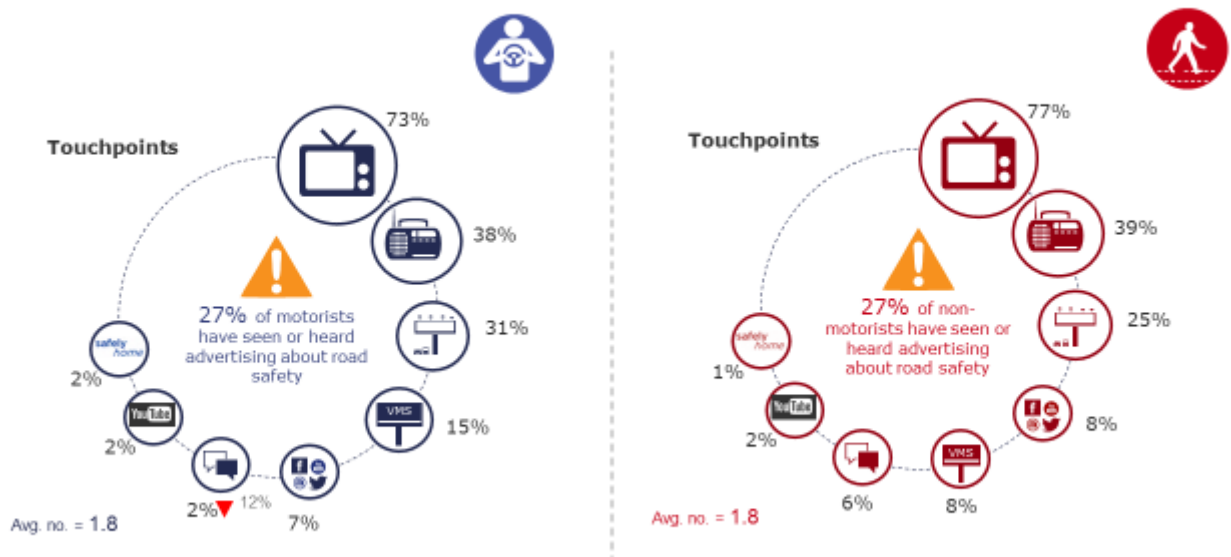 Touchpoints
73%
38%
27% of motorists
have seen or heard
advertising about road
safety
31%
safely
home
2%
YouTube
2%
VMS
15%
2%
12%
7%
Avg. no. = 1.8
Touchpoints
77%
39%
27% of non-
motorists have seen or
heard advertising
about road safety
25%
safely
home
1%
YouTube
2%
8%
6%
VMS
8%
Avg. no. = 1.8